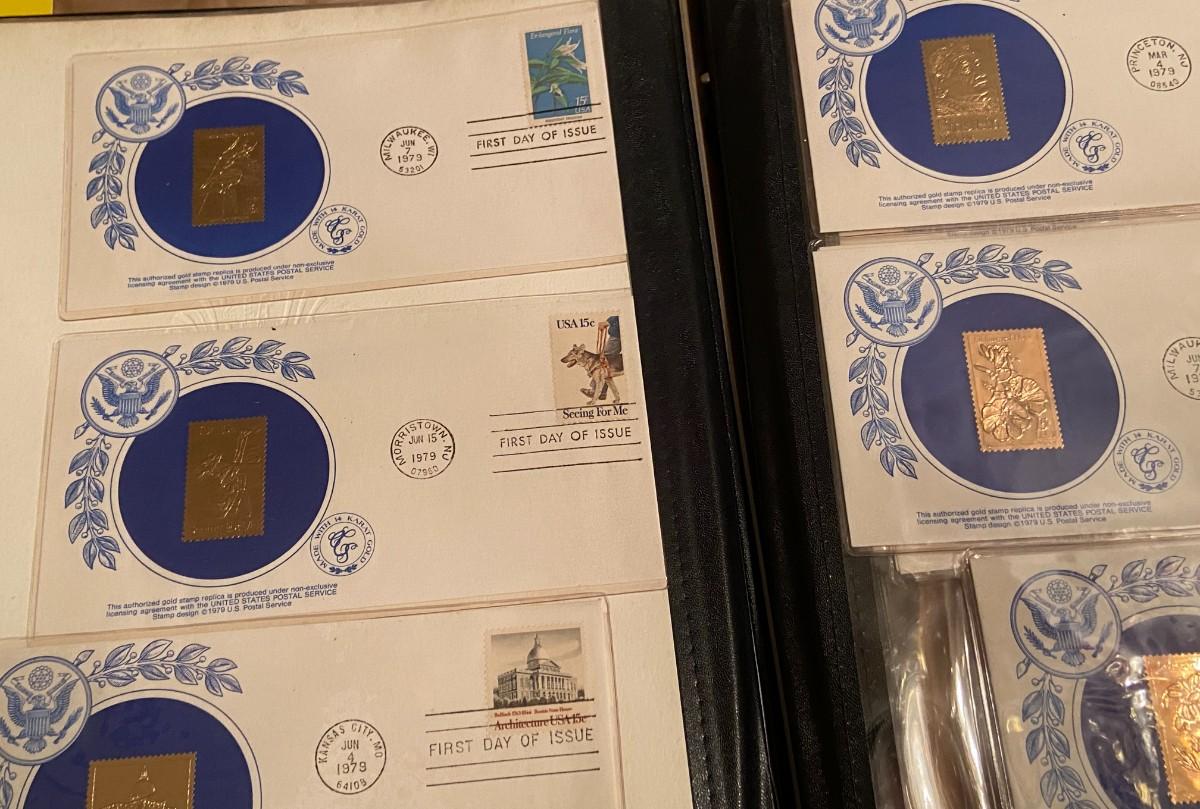 Endangered Flora
15¢
USA
MILWAUKEE, WI
JUN
7
1979
53201
FIRST DAY OF ISSUE
MADE WITH 14 KARAT GOLD
This authorized gold stamp replica is produced under non-exclusive
licensing agreement with the UNITED STATES POSTAL SERVICE
Stamp design ©1979 U.S. Postal Service
USA 15c
Seeing For Me
MORRISTOWN, NJ
JUN 15
1979
07960
FIRST DAY OF ISSUE
MADE WITH 14 KARAT GOLD
This authorized gold stamp replica is produced under non-exclusive
licensing agreement with the UNITED STATES POSTAL SERVICE
Stamp design ©1979 U.S. Postal Service
Architecture USA 15c
KANSAS CITY, MO
JUN
4
1979
64108
FIRST DAY OF ISSUE
PRINCETON, NJ
MAR
4
1979
08540
MADE WITH 14 KARAT GOLD
This authorized gold stamp replica is produced under non-exclusive
licensing agreement with the UNITED STATES POSTAL SERVICE
Stamp design ©1979 U.S. Postal Service
MADE WITH 14 KARAT GOLD
This authorized gold stamp replica is produced under non-exclusive
licensing agreement with the UNITED STATES POSTAL SERVICE
Stamp design ©1979 U.S. Postal Service